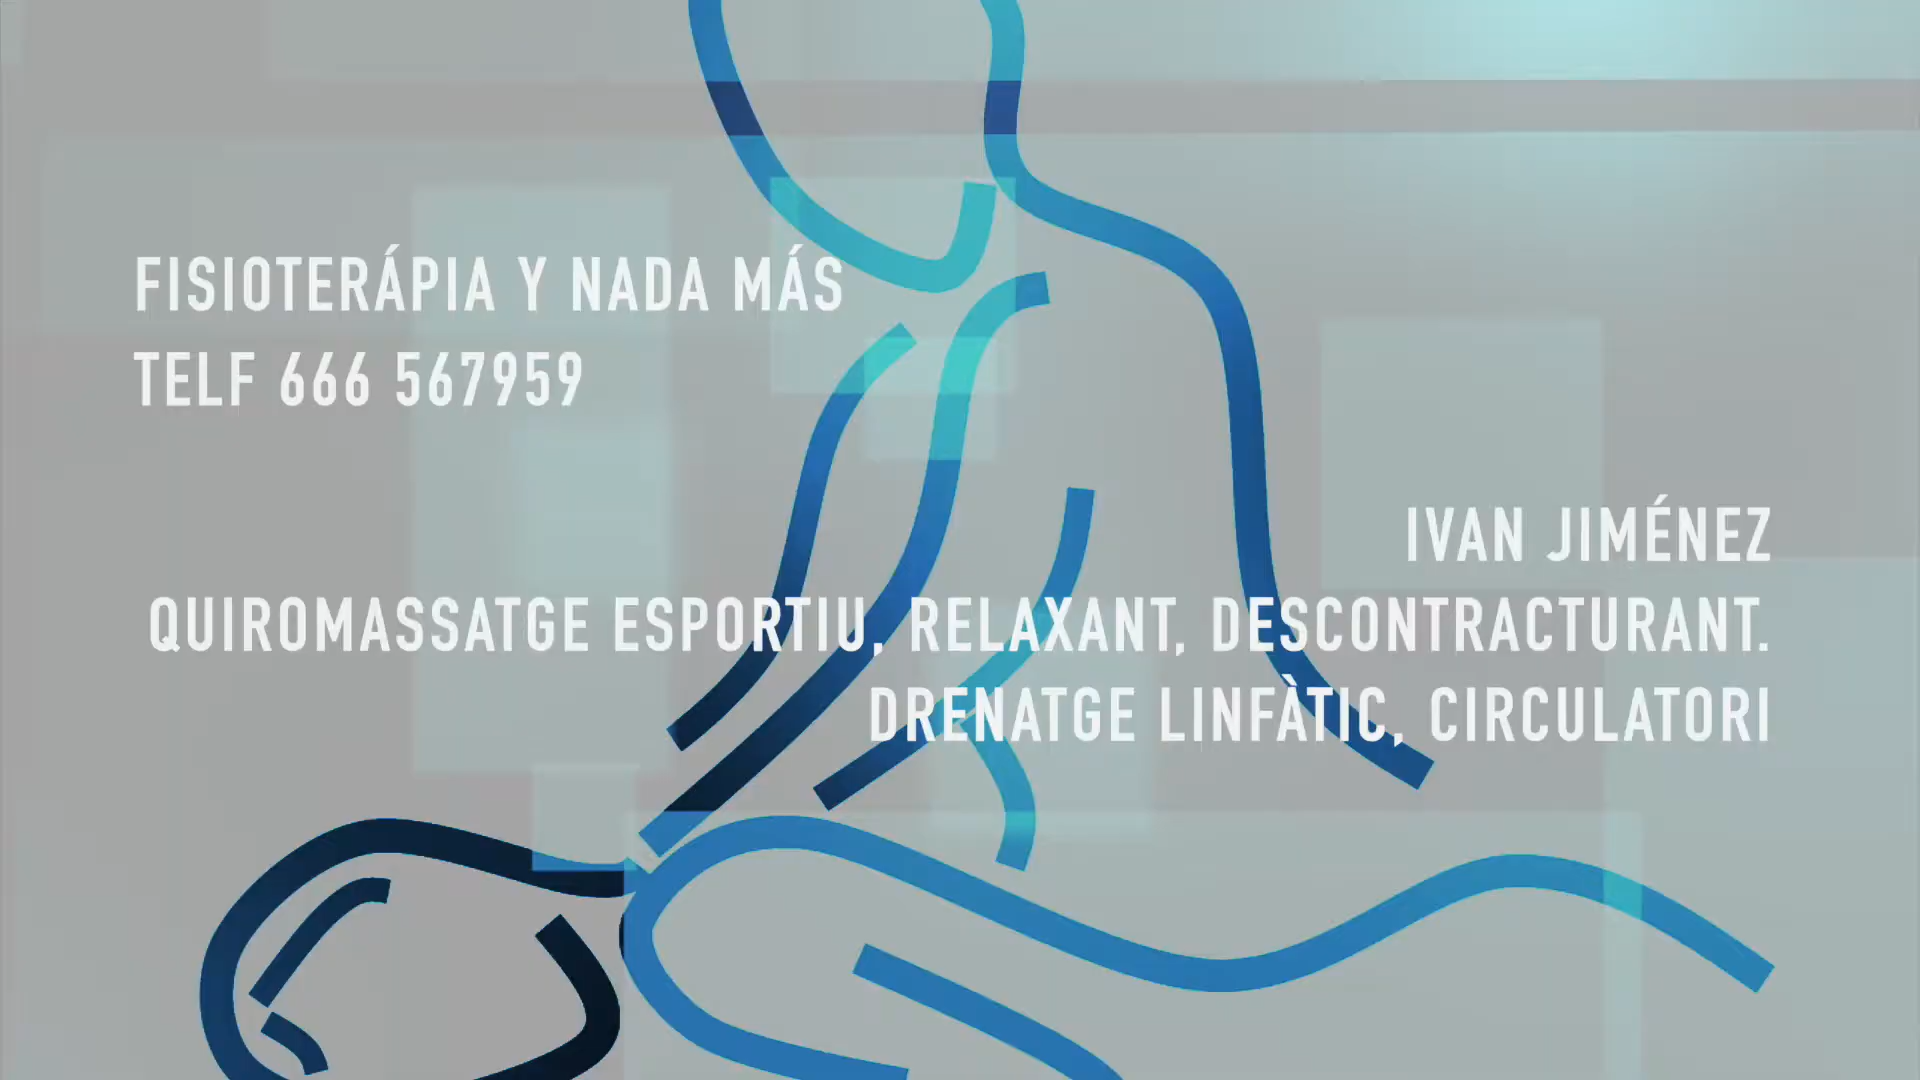 FISIOTERÁPIA Y NADA MÁS
TELF 666 567959
IVAN JIMÉNEZ
QUIROMASSATGE ESPORTIU, RELAXANT, DESCONTRACTURANT.
DRENATGE LINFÀTIC, CIRCULATORI